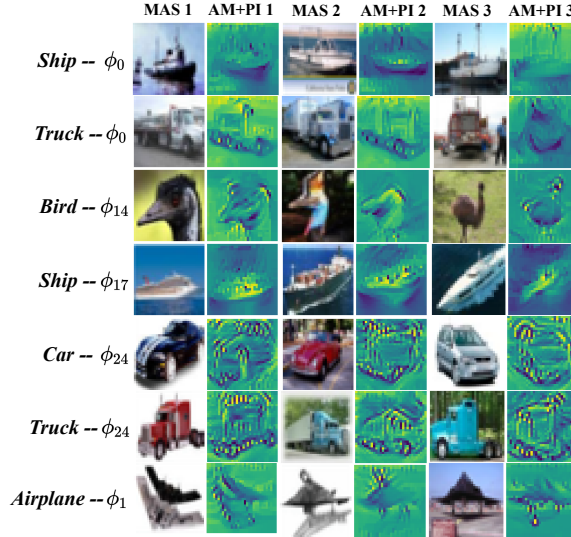 MAS 1 AM+PI 1 MAS 2 AM+PI 2 MAS 3 AM+PI 3
Ship -- ϕ₀
Truck -- ϕ₀
Bird -- ϕ₁₄
Ship -- ϕ₁₇
Car -- ϕ₂₄
Truck -- ϕ₂₄
Airplane -- ϕ₁